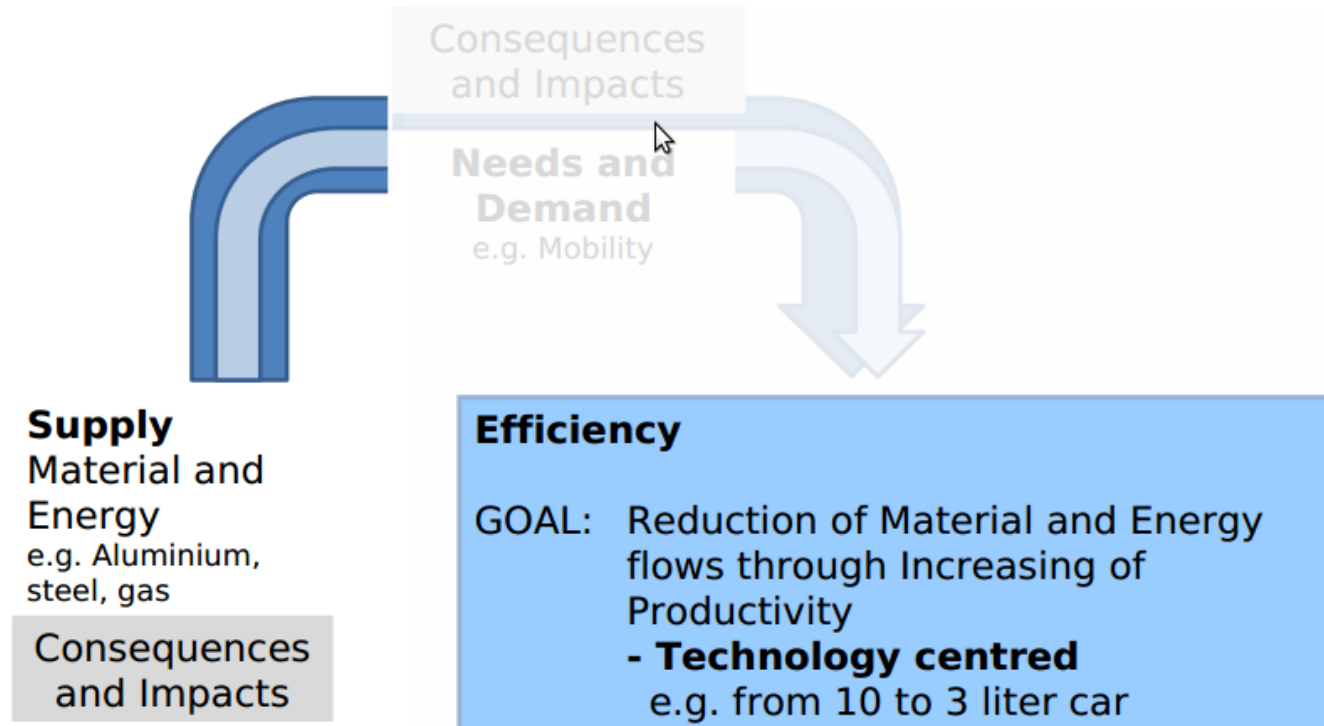 Consequences
and Impacts
Needs and
Demand
e.g. Mobility
Supply
Material and
Energy
e.g. Aluminium,
steel, gas
Consequences
and Impacts
Efficiency
GOAL: Reduction of Material and Energy
flows through Increasing of
Productivity
- Technology centred
e.g. from 10 to 3 liter car